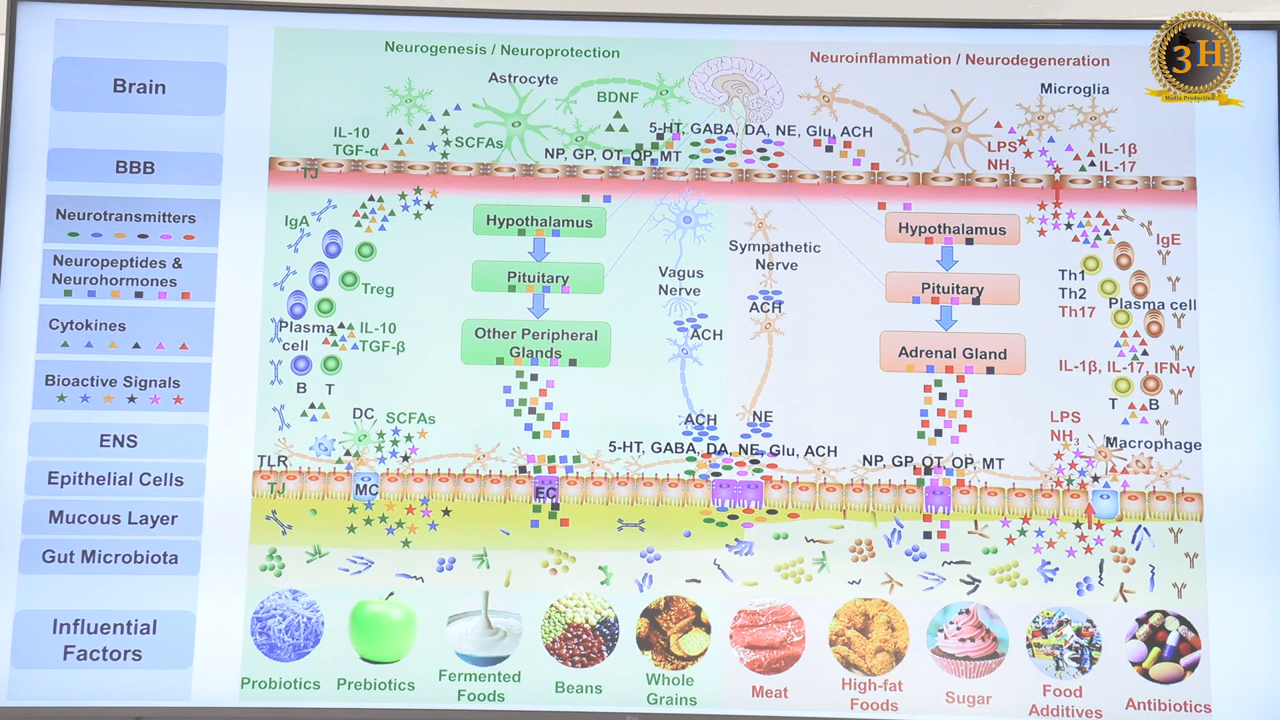 3H
Media Production
Neurogenesis / Neuroprotection
Neuroinflammation / Neurodegeneration
Brain
Astrocyte
BDNF
Microglia
IL-10
TGF-α
SCFAs
5-HT, GABA, DA, NE, Glu, ACH
NP, GP, OT, OP, MT
LPS
NH3
IL-1β
IL-17
BBB
TJ
Neurotransmitters
IgA
Hypothalamus
Hypothalamus
IgE
Vagus
Nerve
Sympathetic
Nerve
Neuropeptides &
Neurohormones
Treg
Pituitary
Pituitary
Th1
Th2
Th17
Plasma cell
ACH
ACH
Cytokines
Plasma
cell
IL-10
TGF-β
Other Peripheral
Glands
Adrenal Gland
IL-1β, IL-17, IFN-γ
Bioactive Signals
B
T
T
B
DC
SCFAs
ACH
NE
LPS
NH3
Macrophage
ENS
5-HT, GABA, DA, NE, Glu, ACH
NP, GP, OT, OP, MT
TLR
Epithelial Cells
TJ
MC
EC
Mucous Layer
Gut Microbiota
Influential
Factors
Probiotics
Prebiotics
Fermented
Foods
Beans
Whole
Grains
Meat
High-fat
Foods
Sugar
Food
Additives
Antibiotics